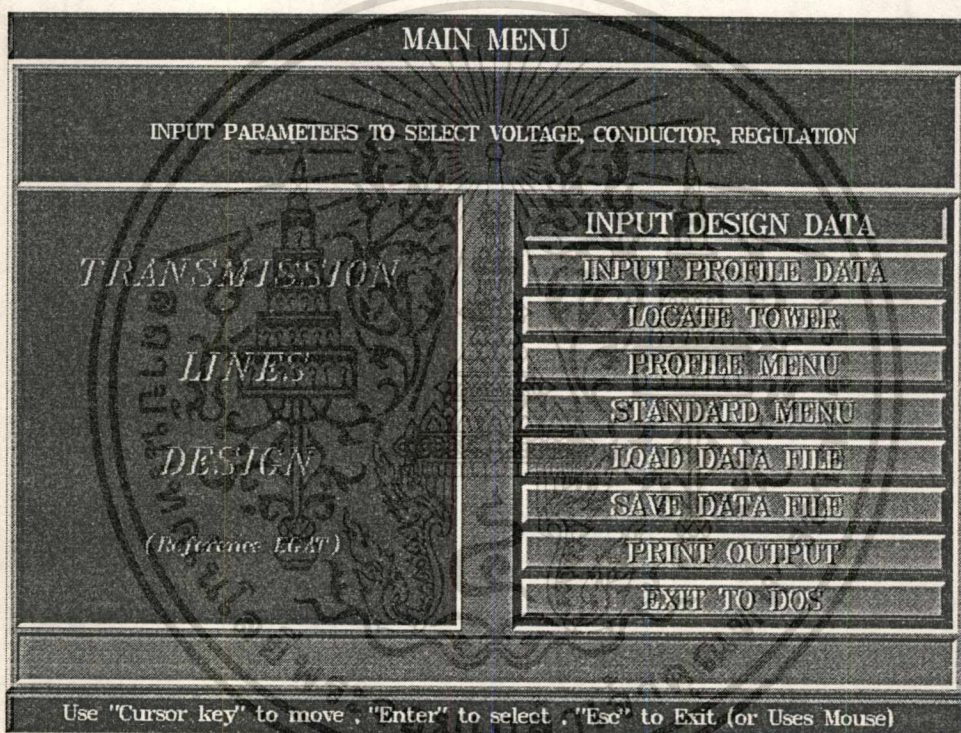 MAIN MENU
INPUT PARAMETERS TO SELECT VOLTAGE, CONDUCTOR, REGULATION
TRANSMISSION
LINES
DESIGN
(Reference EGAT)
INPUT DESIGN DATA
INPUT PROFILE DATA
LOCATE TOWER
PROFILE MENU
STANDARD MENU
LOAD DATA FILE
SAVE DATA FILE
PRINT OUTPUT
EXIT TO DOS
Use "Cursor key" to move , "Enter" to select , "Esc" to Exit (or Uses Mouse)